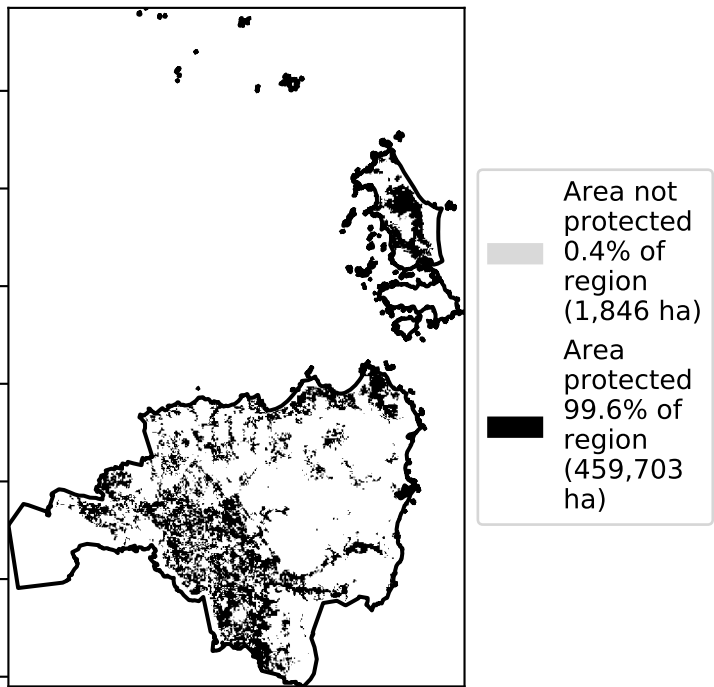 Area not
protected
0.4% of
region
(1,846 ha)
Area
protected
99.6% of
region
(459,703
ha)